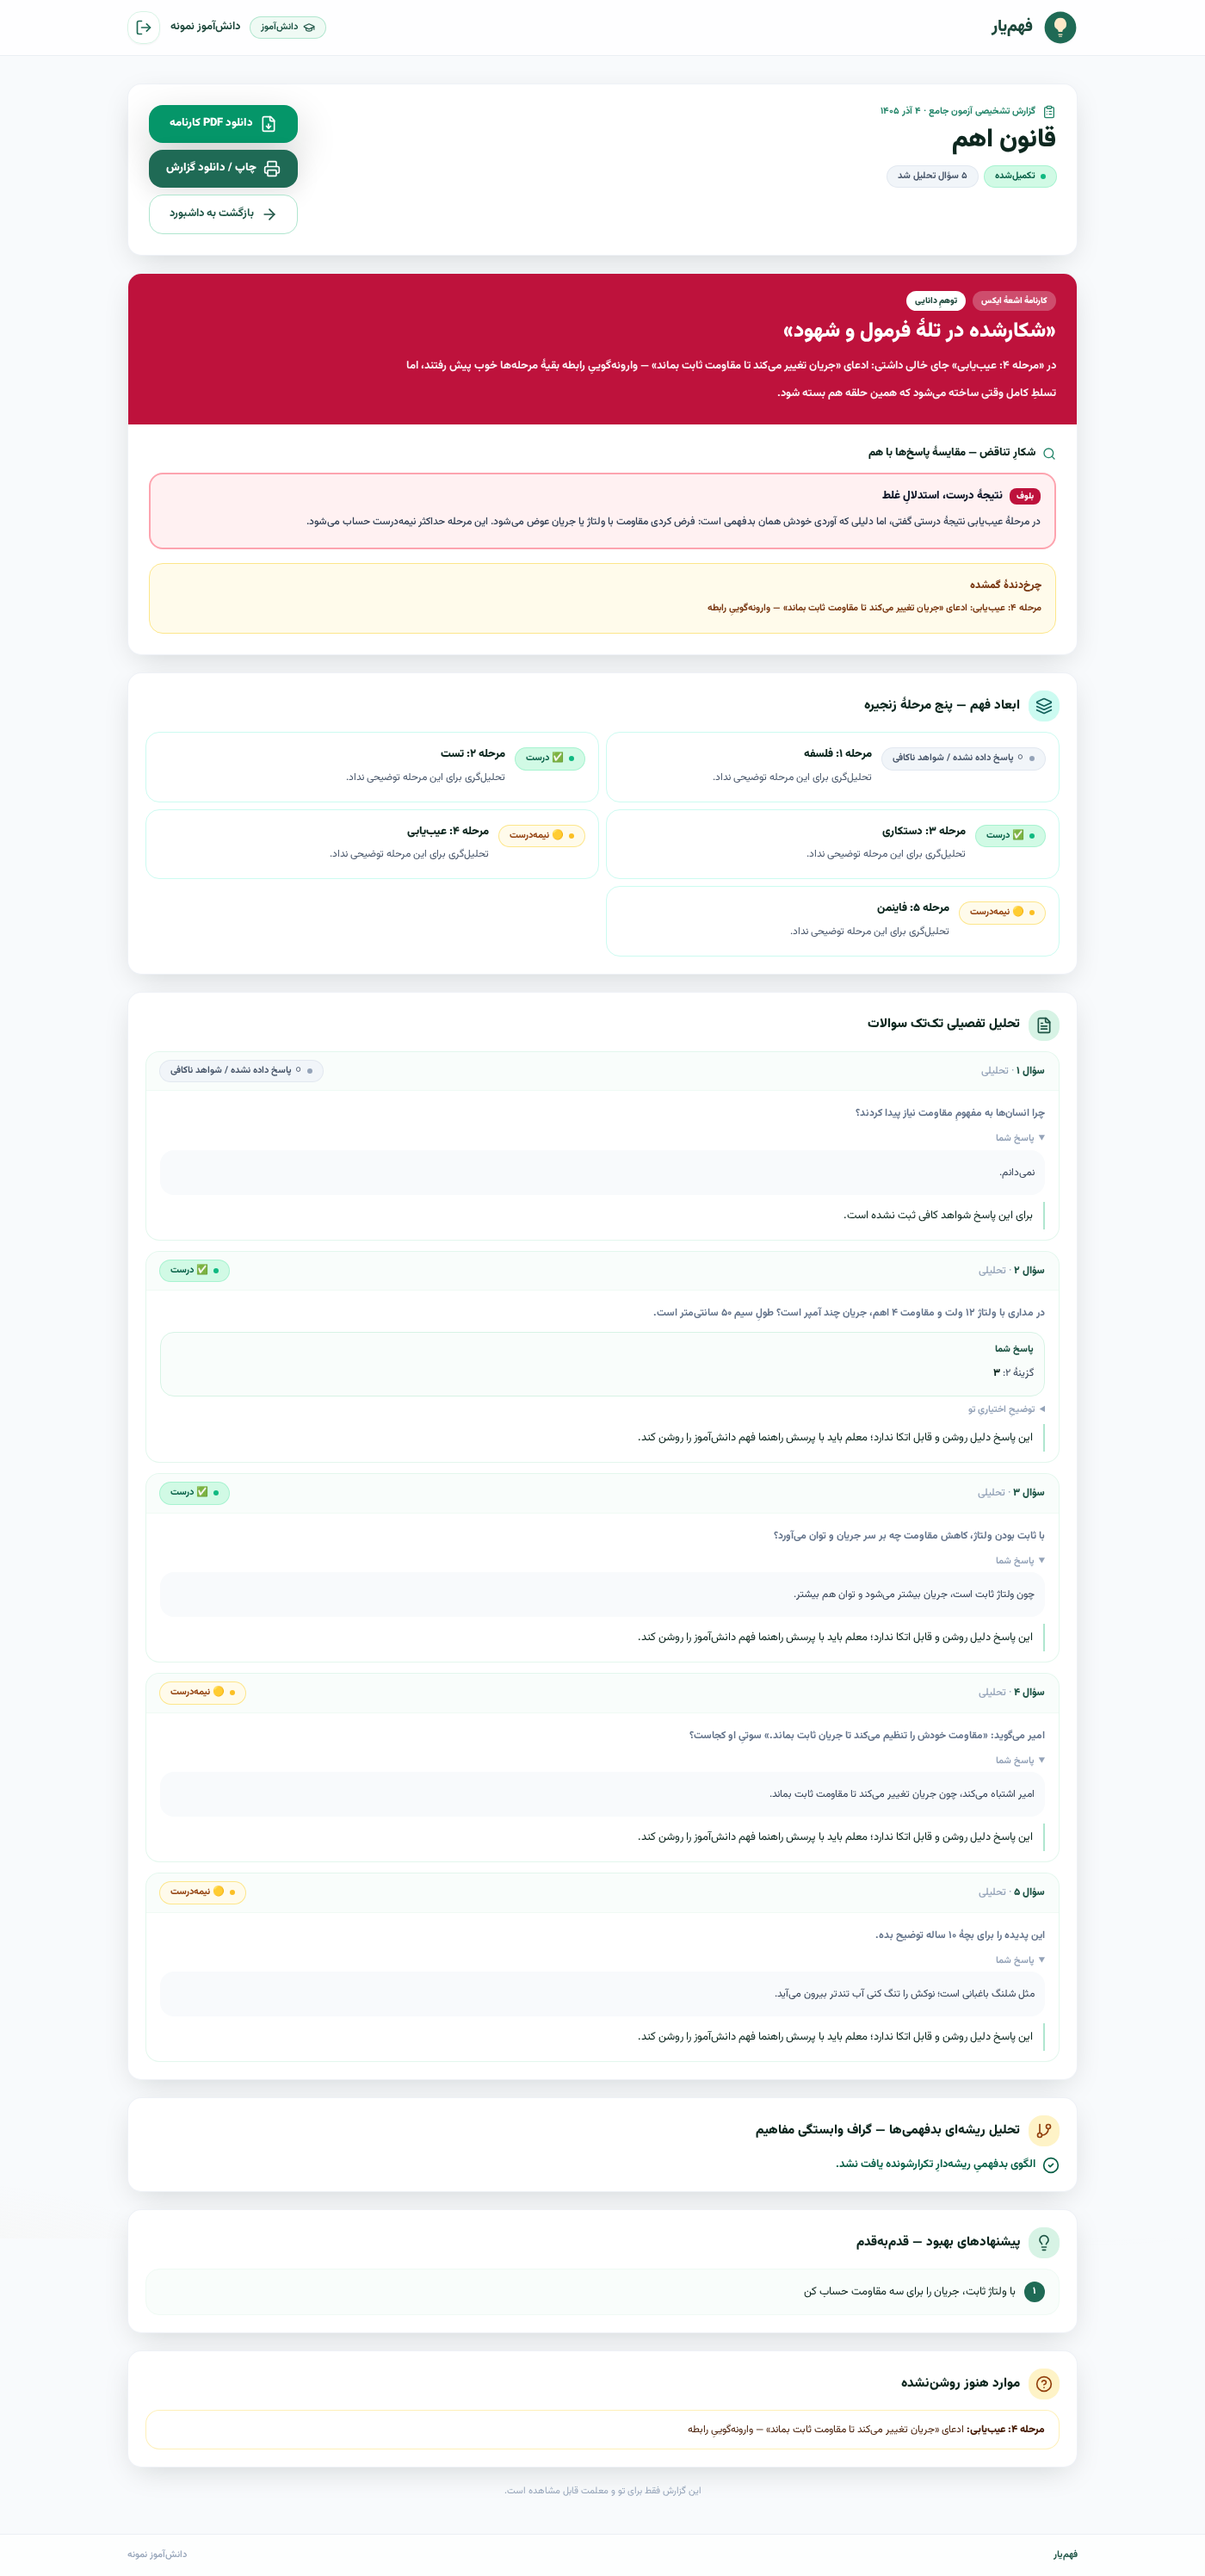 فهم‌یار
دانش‌آموز
دانش‌آموز نمونه
گزارش تشخیصی آزمون جامع · ۴ آذر ۱۴۰۵
قانون اهم
تکمیل‌شده
۵ سؤال تحلیل شد
دانلود PDF کارنامه
چاپ / دانلود گزارش
بازگشت به داشبورد
کارنامهٔ اشعهٔ ایکس
توهم دانایی
«شکارشده در تلهٔ فرمول و شهود»
در «مرحله ۴: عیب‌یابی» جای خالی داشتی: ادعای «جریان تغییر می‌کند تا مقاومت ثابت بماند» — وارونه‌گوییِ رابطه بقیهٔ مرحله‌ها خوب پیش رفتند، اما
تسلطِ کامل وقتی ساخته می‌شود که همین حلقه هم بسته شود.
شکارِ تناقض — مقایسهٔ پاسخ‌ها با هم
بلوف
نتیجهٔ درست، استدلالِ غلط
در مرحلهٔ عیب‌یابی نتیجهٔ درستی گفتی، اما دلیلی که آوردی خودش همان بدفهمی است: فرض کردی مقاومت با ولتاژ یا جریان عوض می‌شود. این مرحله حداکثر نیمه‌درست حساب می‌شود.
چرخ‌دندهٔ گمشده
مرحله ۴: عیب‌یابی: ادعای «جریان تغییر می‌کند تا مقاومت ثابت بماند» — وارونه‌گوییِ رابطه
ابعاد فهم — پنج مرحلهٔ زنجیره
○ پاسخ داده نشده / شواهد ناکافی
مرحله ۱: فلسفه
تحلیل‌گری برای این مرحله توضیحی نداد.
✅ درست
مرحله ۲: تست
تحلیل‌گری برای این مرحله توضیحی نداد.
✅ درست
مرحله ۳: دستکاری
تحلیل‌گری برای این مرحله توضیحی نداد.
🟡 نیمه‌درست
مرحله ۴: عیب‌یابی
تحلیل‌گری برای این مرحله توضیحی نداد.
🟡 نیمه‌درست
مرحله ۵: فاینمن
تحلیل‌گری برای این مرحله توضیحی نداد.
تحلیل تفصیلی تک‌تک سوالات
سؤال ۱ · تحلیلی
○ پاسخ داده نشده / شواهد ناکافی
چرا انسان‌ها به مفهومِ مقاومت نیاز پیدا کردند؟
▼ پاسخ شما
نمی‌دانم.
برای این پاسخ شواهد کافی ثبت نشده است.
سؤال ۲ · تحلیلی
✅ درست
در مداری با ولتاژ ۱۲ ولت و مقاومت ۴ اهم، جریان چند آمپر است؟ طولِ سیم ۵۰ سانتی‌متر است.
پاسخ شما
گزینهٔ ۲: ۳
◀ توضیح اختیاریِ تو
این پاسخ دلیل روشن و قابل اتکا ندارد؛ معلم باید با پرسش راهنما فهم دانش‌آموز را روشن کند.
سؤال ۳ · تحلیلی
✅ درست
با ثابت بودن ولتاژ، کاهش مقاومت چه بر سر جریان و توان می‌آورد؟
▼ پاسخ شما
چون ولتاژ ثابت است، جریان بیشتر می‌شود و توان هم بیشتر.
این پاسخ دلیل روشن و قابل اتکا ندارد؛ معلم باید با پرسش راهنما فهم دانش‌آموز را روشن کند.
سؤال ۴ · تحلیلی
🟡 نیمه‌درست
امیر می‌گوید: «مقاومت خودش را تنظیم می‌کند تا جریان ثابت بماند.» سوتیِ او کجاست؟
▼ پاسخ شما
امیر اشتباه می‌کند، چون جریان تغییر می‌کند تا مقاومت ثابت بماند.
این پاسخ دلیل روشن و قابل اتکا ندارد؛ معلم باید با پرسش راهنما فهم دانش‌آموز را روشن کند.
سؤال ۵ · تحلیلی
🟡 نیمه‌درست
این پدیده را برای بچهٔ ۱۰ ساله توضیح بده.
▼ پاسخ شما
مثل شلنگ باغبانی است؛ نوکش را تنگ کنی آب تندتر بیرون می‌آید.
این پاسخ دلیل روشن و قابل اتکا ندارد؛ معلم باید با پرسش راهنما فهم دانش‌آموز را روشن کند.
تحلیل ریشه‌ای بدفهمی‌ها — گراف وابستگی مفاهیم
الگوی بدفهمیِ ریشه‌دارِ تکرارشونده یافت نشد.
پیشنهادهای بهبود — قدم‌به‌قدم
۱
با ولتاژ ثابت، جریان را برای سه مقاومت حساب کن
موارد هنوز روشن‌نشده
مرحله ۴: عیب‌یابی: ادعای «جریان تغییر می‌کند تا مقاومت ثابت بماند» — وارونه‌گوییِ رابطه
این گزارش فقط برای تو و معلمت قابل مشاهده است.
فهم‌یار
دانش‌آموز نمونه